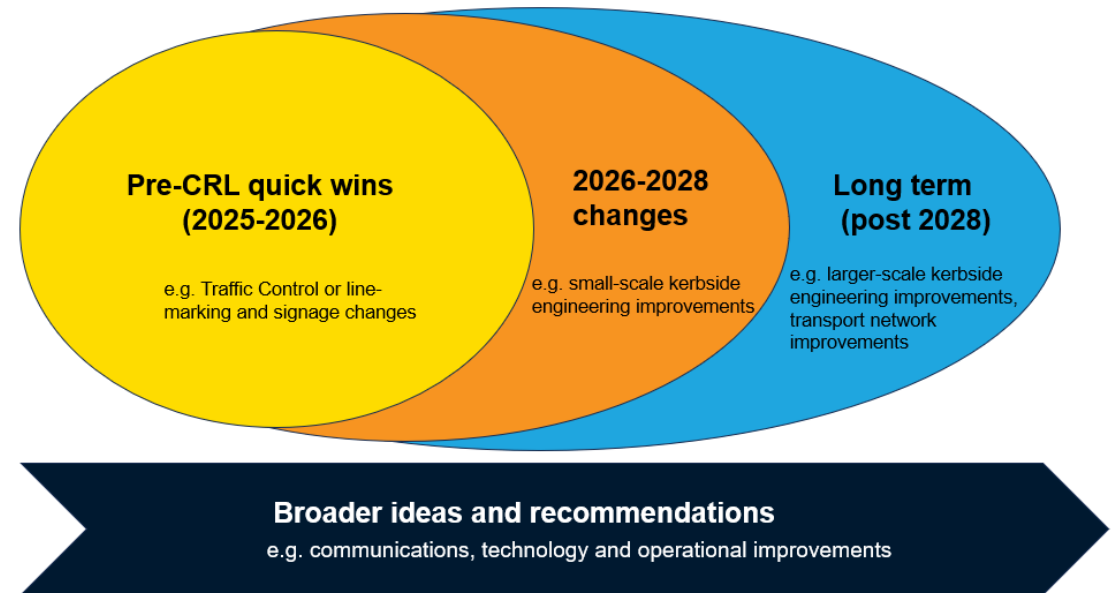 Pre-CRL quick wins
(2025-2026)
e.g. Traffic Control or line-
marking and signage changes
2026-2028
changes
e.g. small-scale kerbside
engineering improvements
Long term
(post 2028)
e.g. larger-scale kerbside
engineering improvements,
transport network
improvements
Broader ideas and recommendations
e.g. communications, technology and operational improvements